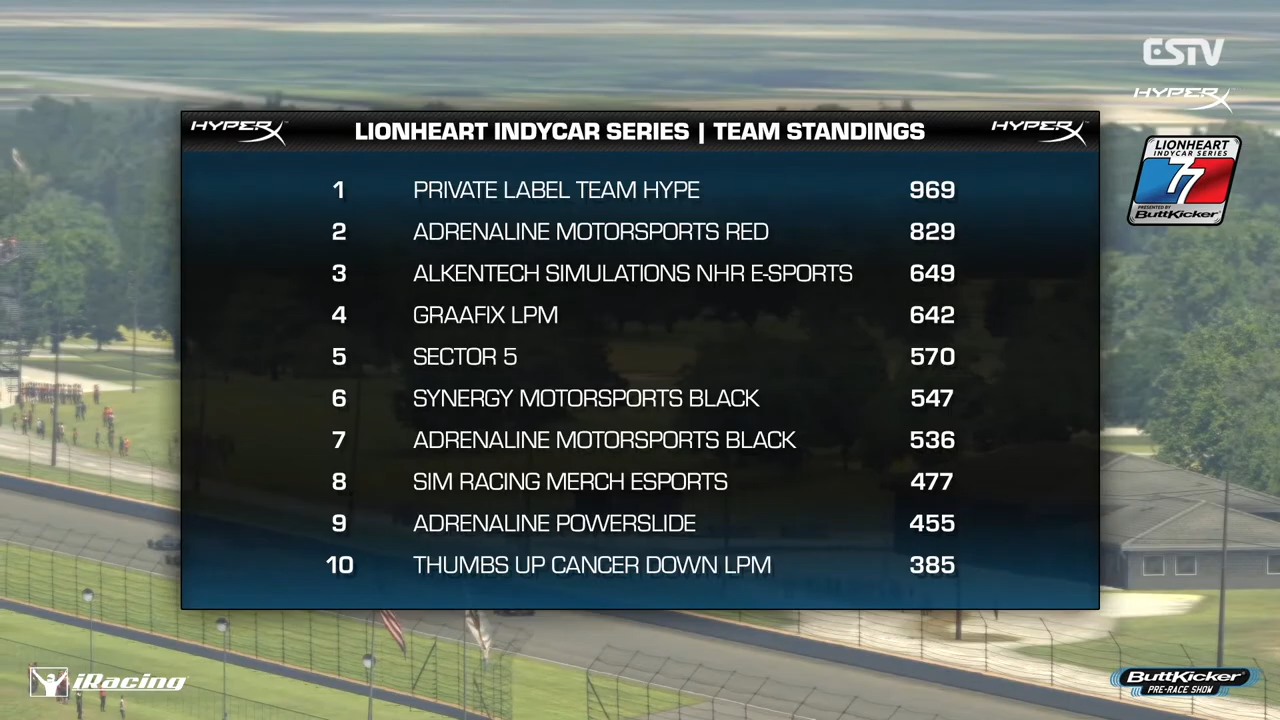 ESTV
HYPERX
HYPERX LIONHEART INDYCAR SERIES | TEAM STANDINGS HYPERX
LIONHEART
INDYCAR SERIES
77
PRESENTED BY
ButtKicker
1 PRIVATE LABEL TEAM HYPE 969
2 ADRENALINE MOTORSPORTS RED 829
3 ALKENTECH SIMULATIONS NHR E-SPORTS 649
4 GRAAFIX LPM 642
5 SECTOR 5 570
6 SYNERGY MOTORSPORTS BLACK 547
7 ADRENALINE MOTORSPORTS BLACK 536
8 SIM RACING MERCH ESPORTS 477
9 ADRENALINE POWERSLIDE 455
10 THUMBS UP CANCER DOWN LPM 385
iRacing
ButtKicker
PRE-RACE SHOW